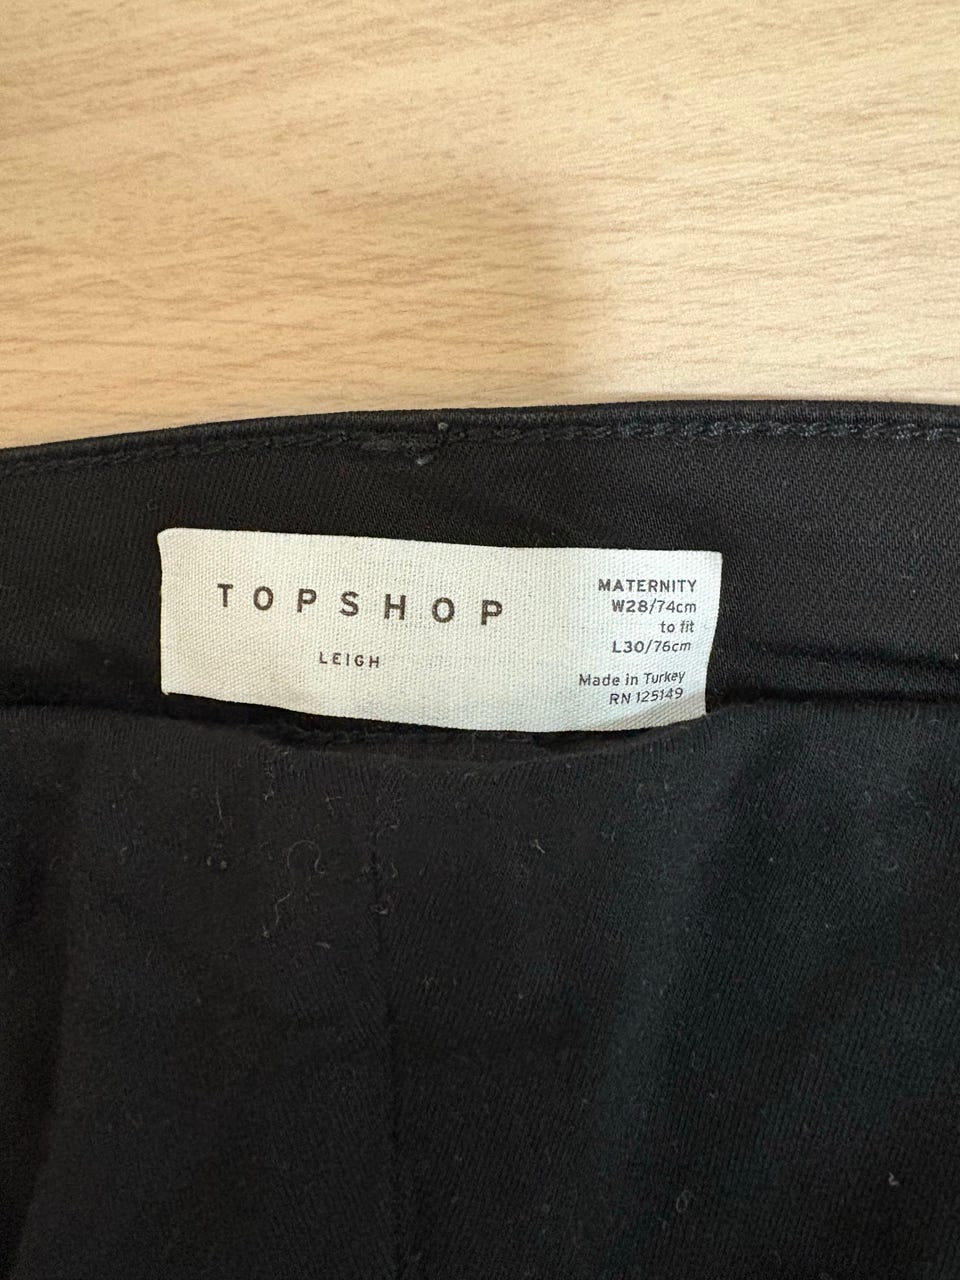 TOPSHOP
LEIGH
MATERNITY
W28/74cm
to fit
L30/76cm
Made in Turkey
RN 125149